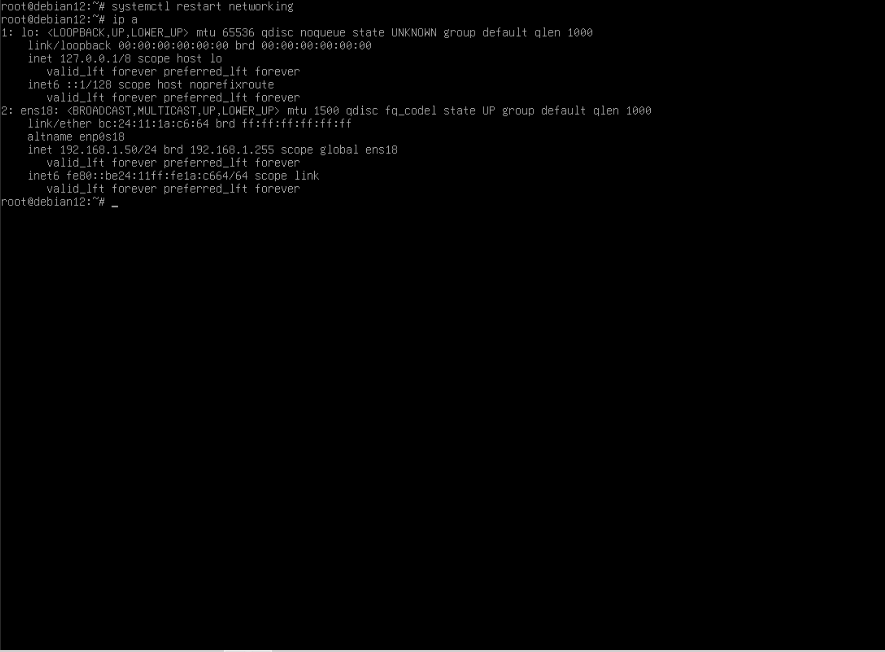 root@debian12:~# systemctl restart networking
root@debian12:~# ip a
1: lo: <LOOPBACK,UP,LOWER_UP> mtu 65536 qdisc noqueue state UNKNOWN group default qlen 1000
    link/loopback 00:00:00:00:00:00 brd 00:00:00:00:00:00
    inet 127.0.0.1/8 scope host lo
       valid_lft forever preferred_lft forever
    inet6 ::1/128 scope host noprefixroute
       valid_lft forever preferred_lft forever
2: ens18: <BROADCAST,MULTICAST,UP,LOWER_UP> mtu 1500 qdisc fq_codel state UP group default qlen 1000
    link/ether bc:24:11:1a:c6:64 brd ff:ff:ff:ff:ff:ff
    altname enp0s18
    inet 192.168.1.50/24 brd 192.168.1.255 scope global ens18
       valid_lft forever preferred_lft forever
    inet6 fe80::be24:11ff:fe1a:c664/64 scope link
       valid_lft forever preferred_lft forever
root@debian12:~# _